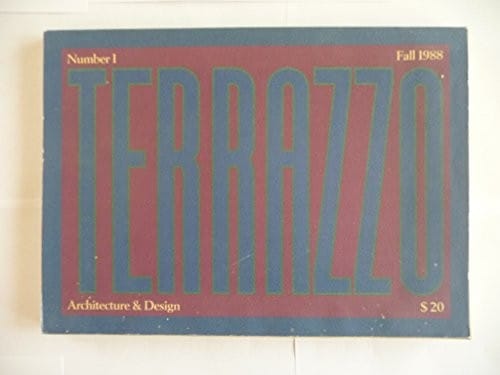 Number 1
Fall 1988
TERRAZZO
Architecture & Design
$ 20